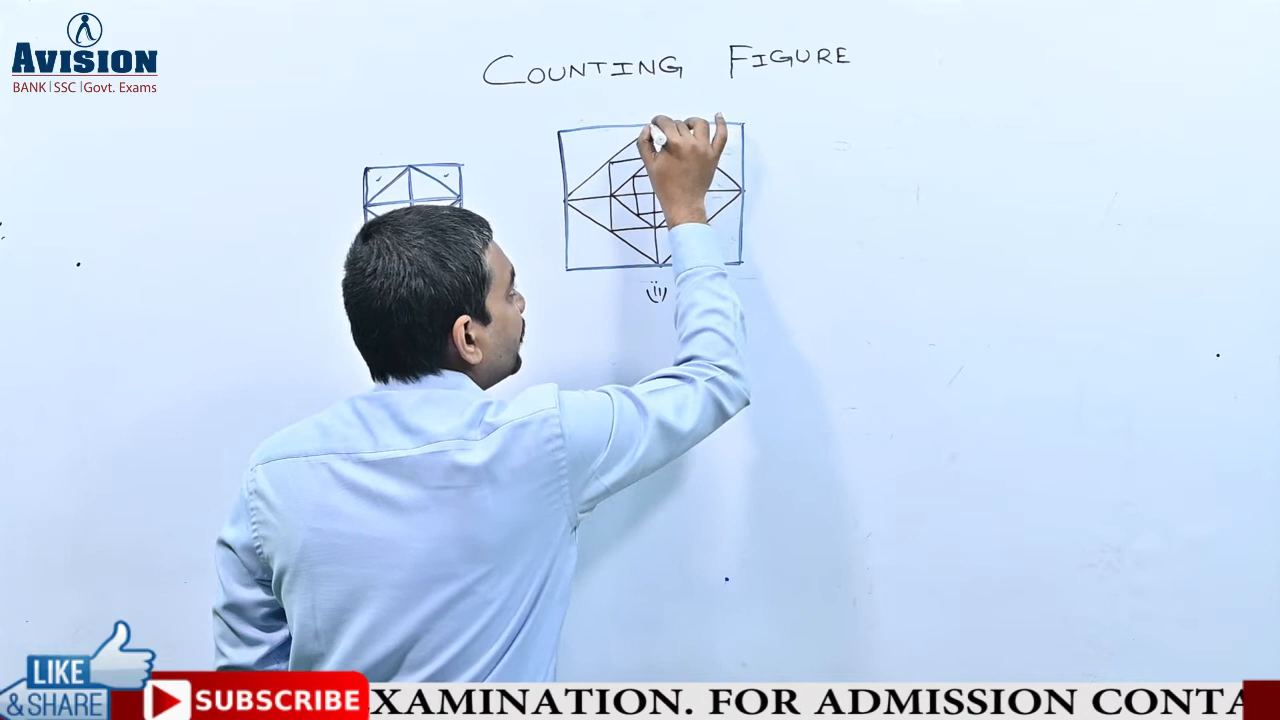 AVISION
BANK | SSC | Govt. Exams
COUNTING FIGURE
LIKE
& SHARE
SUBSCRIBE
XAMINATION. FOR ADMISSION CONTA